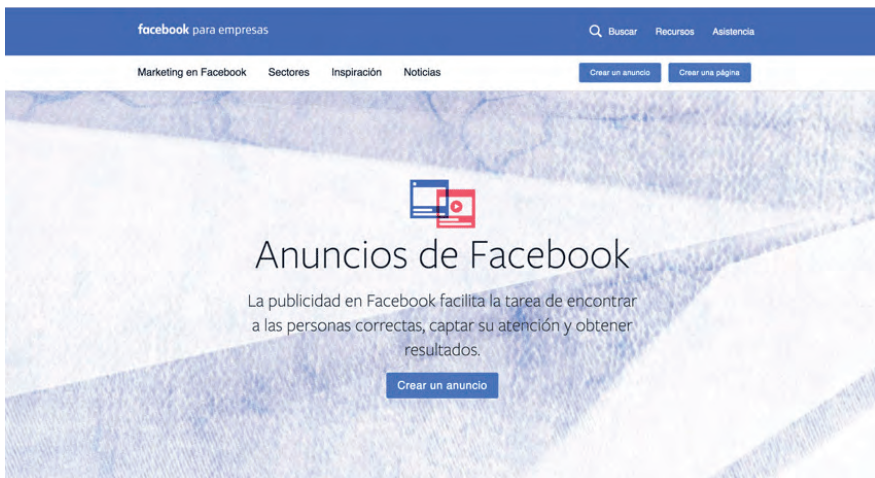 facebook para empresas
Buscar Recursos Asistencia
Marketing en Facebook Sectores Inspiración Noticias
Crear un anuncio Crear una página
Anuncios de Facebook
La publicidad en Facebook facilita la tarea de encontrar
a las personas correctas, captar su atención y obtener
resultados.
Crear un anuncio